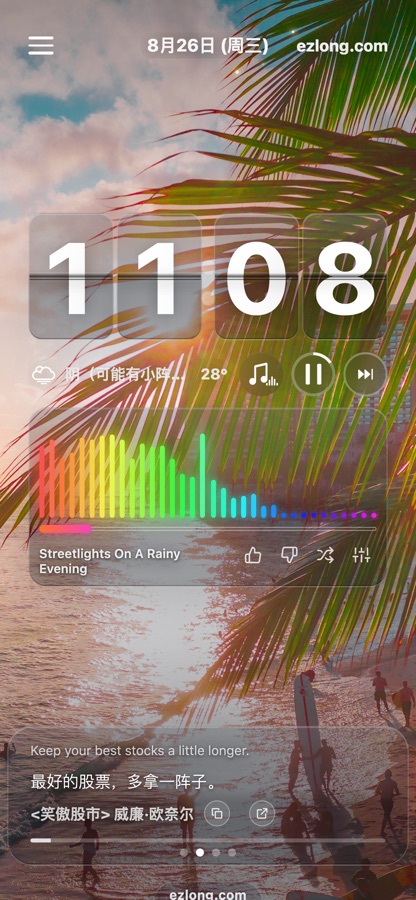 8月26日 (周三)
ezlong.com
11 08
阴（可能有小阵... 28°
Streetlights On A Rainy
Evening
Keep your best stocks a little longer.
最好的股票，多拿一阵子。
<笑傲股市> 威廉·欧奈尔
ezlong.com